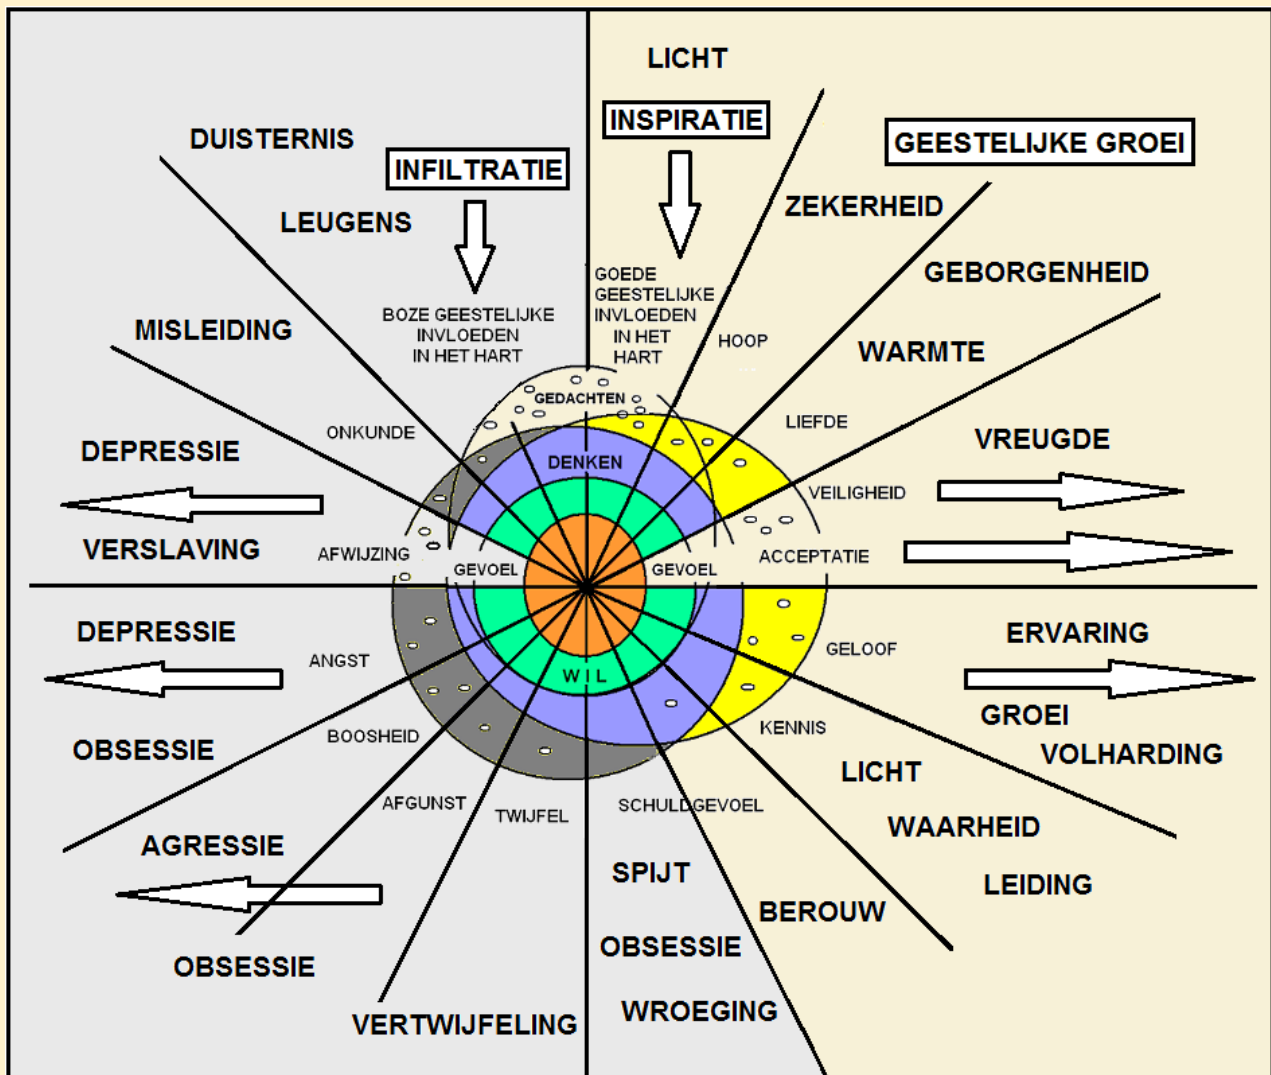 LICHT
INSPIRATIE
DUISTERNIS
INFILTRATIE
GEESTELIJKE GROEI
LEUGENS
ZEKERHEID
GEBORGENHEID
BOZE GEESTELIJKE
INVLOEDEN
IN HET HART
GOEDE
GEESTELIJKE
INVLOEDEN
IN HET
HART
MISLEIDING
HOOP
WARMTE
GEDACHTEN
ONKUNDE
LIEFDE
DEPRESSIE
VREUGDE
DENKEN
VEILIGHEID
VERSLAVING
AFWIJZING
GEVOEL
GEVOEL
ACCEPTATIE
DEPRESSIE
ERVARING
ANGST
GELOOF
WIL
GROEI
OBSESSIE
BOOSHEID
KENNIS
VOLHARDING
LICHT
AFGUNST
TWIJFEL
SCHULDGEVOEL
WAARHEID
AGRESSIE
SPIJT
LEIDING
BEROUW
OBSESSIE
OBSESSIE
WROEGING
VERTWIJFELING